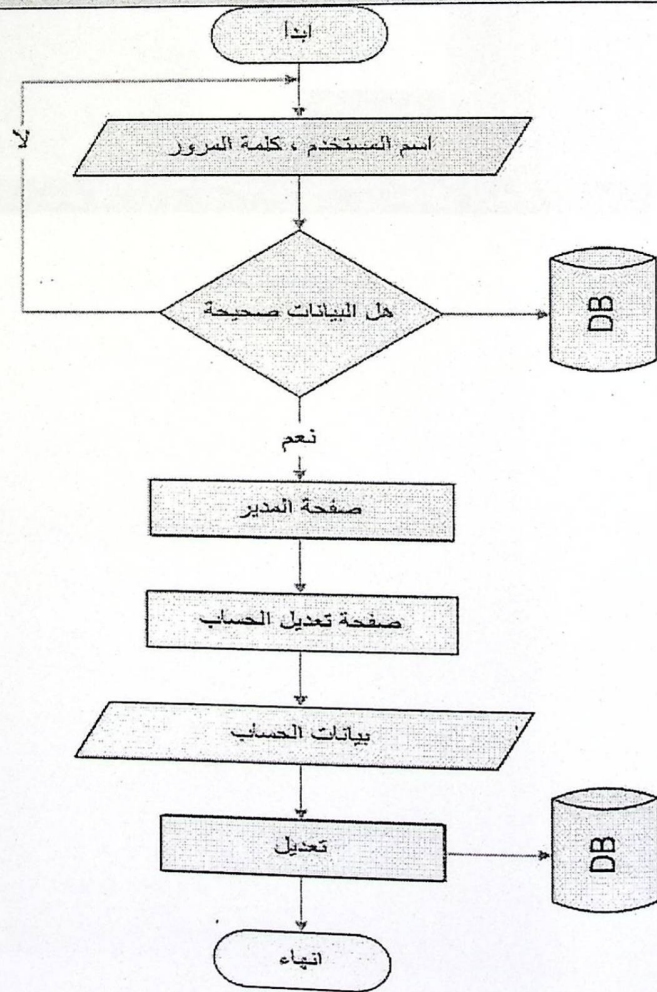 ابدا
لا
اسم المستخدم ، كلمة المرور
هل البيانات صحيحة
DB
نعم
صفحة المدير
صفحة تعديل الحساب
بيانات الحساب
تعديل
DB
انهاء